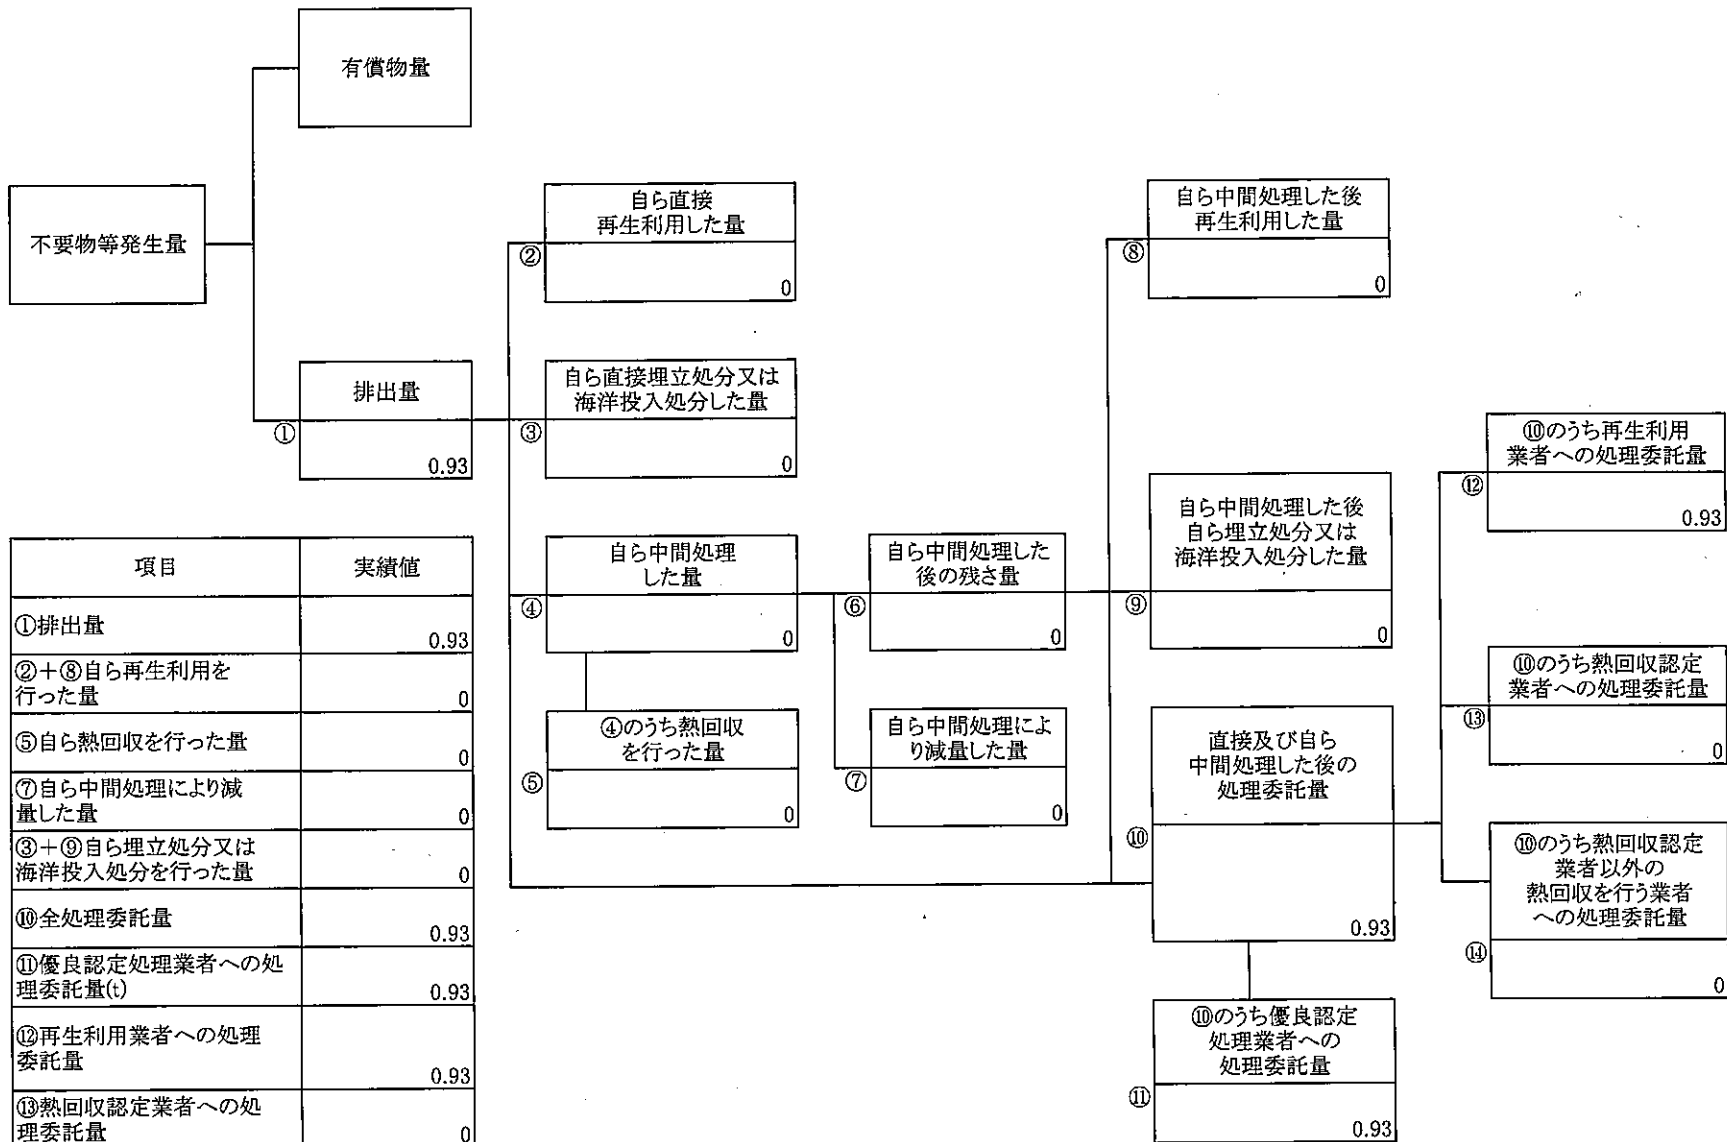 有償物量
不要物等発生量
排出量
①
0.93
自ら直接
再生利用した量
②
0
自ら直接埋立処分又は
海洋投入処分した量
③
0
自ら中間処理
した量
④
0
④のうち熱回収
を行った量
⑤
0
自ら中間処理した
後の残さ量
⑥
0
自ら中間処理によ
り減量した量
⑦
0
自ら中間処理した後
再生利用した量
⑧
0
自ら中間処理した後
自ら埋立処分又は
海洋投入処分した量
⑨
0
直接及び自ら
中間処理した後の
処理委託量
⑩
0.93
⑩のうち優良認定
処理業者への
処理委託量
⑪
0.93
⑩のうち再生利用
業者への処理委託量
⑫
0.93
⑩のうち熱回収認定
業者への処理委託量
⑬
0
⑩のうち熱回収認定
業者以外の
熱回収を行う業者
への処理委託量
⑭
0
項目 実績値
①排出量 0.93
②+⑧自ら再生利用を
行った量 0
⑤自ら熱回収を行った量 0
⑦自ら中間処理により減
量した量 0
③+⑨自ら埋立処分又は
海洋投入処分を行った量 0
⑩全処理委託量 0.93
⑪優良認定処理業者への処
理委託量(t) 0.93
⑫再生利用業者への処理
委託量 0.93
⑬熱回収認定業者への処
理委託量 0